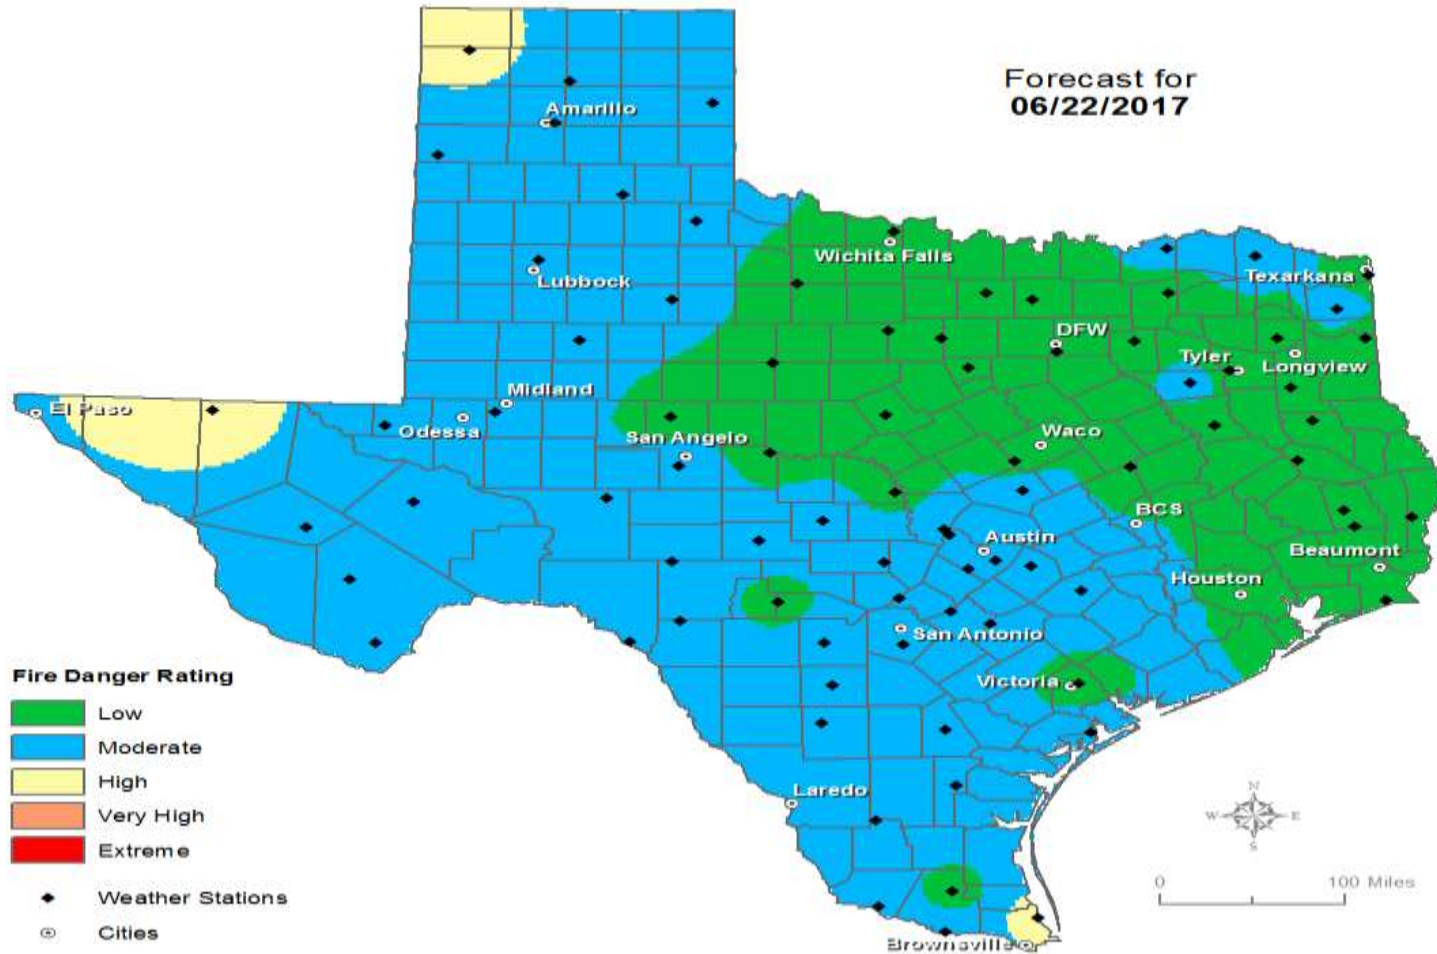 Forecast for
06/22/2017
Amarillo
Wichita Falls
Texarkana
Lubbock
DFW
Tyler
Longview
Midland
El Paso
Odessa
San Angelo
Waco
BCS
Austin
Beaumont
Houston
San Antonio
Victoria
Laredo
Brownsville
Fire Danger Rating
Low
Moderate
High
Very High
Extreme
Weather Stations
Cities
N
W E
S
0 100 Miles